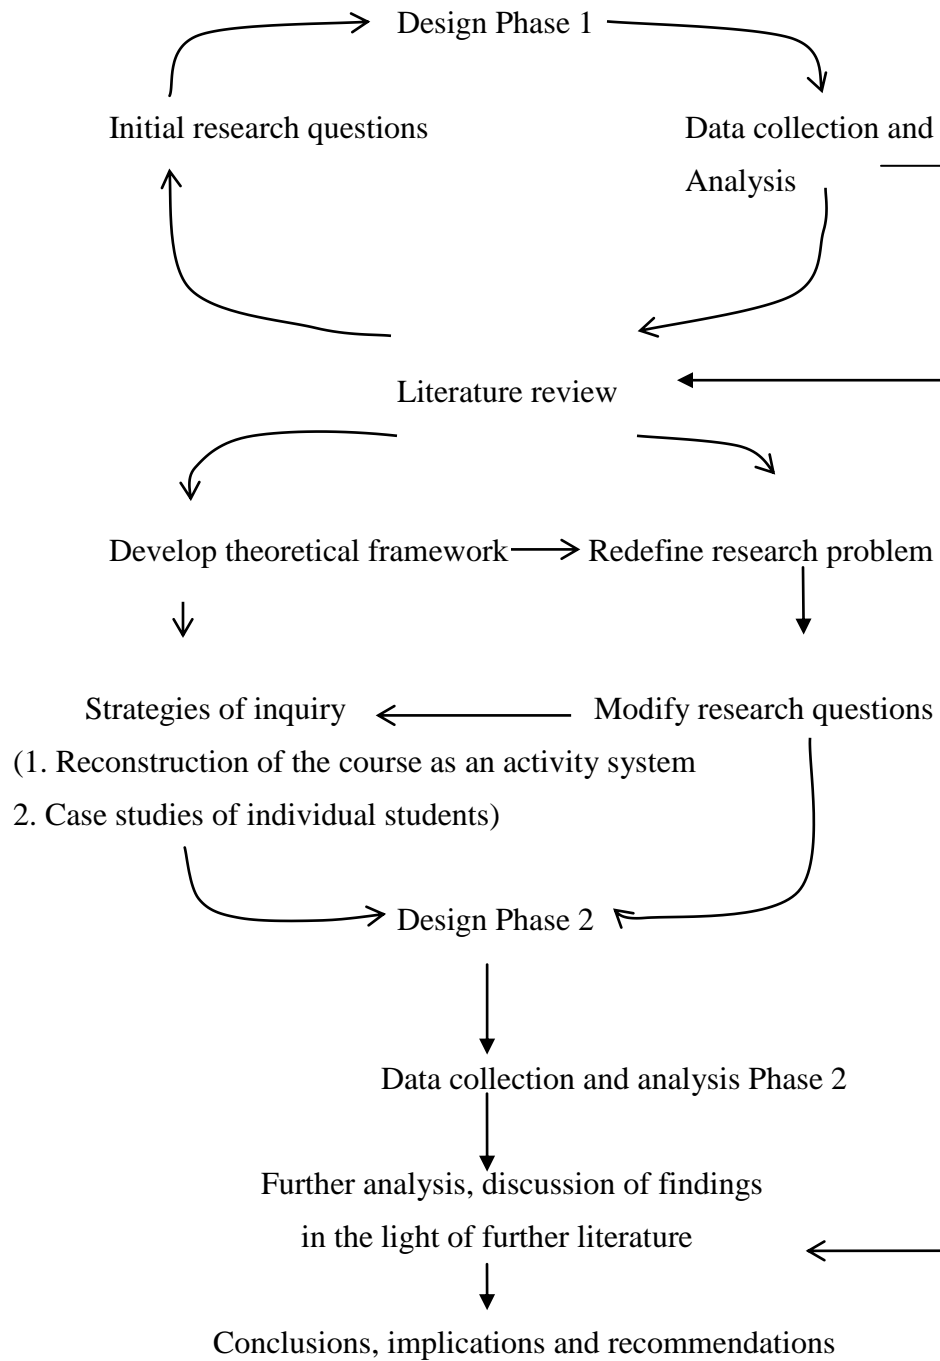 Design Phase 1
Initial research questions
Data collection and
Analysis
Literature review
Develop theoretical framework
Redefine research problem
Strategies of inquiry
Modify research questions
(1. Reconstruction of the course as an activity system
2. Case studies of individual students)
Design Phase 2
Data collection and analysis Phase 2
Further analysis, discussion of findings
in the light of further literature
Conclusions, implications and recommendations